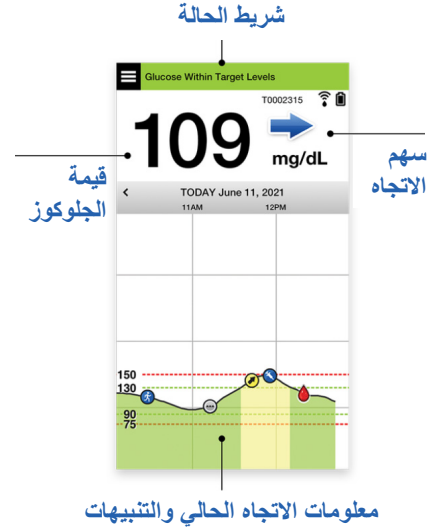 شريط الحالة
Glucose Within Target Levels
T0002315
109
mg/dL
سهم
الاتجاه
قيمة
الجلوكوز
TODAY June 11, 2021
11AM 12PM
150
130
90
75
معلومات الاتجاه الحالي والتنبيهات